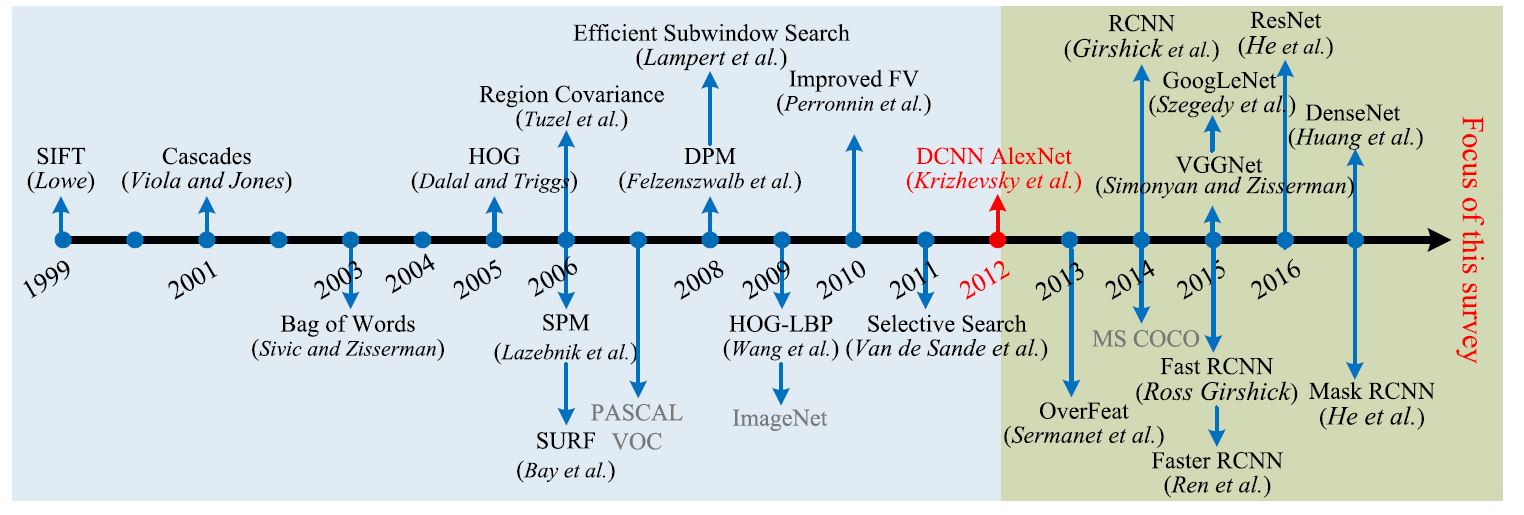 Efficient Subwindow Search
(Lampert et al.)
RCNN
(Girshick et al.)
ResNet
(He et al.)
Improved FV
(Perronnin et al.)
Region Covariance
(Tuzel et al.)
GoogLeNet
(Szegedy et al.)
DenseNet
(Huang et al.)
SIFT
(Lowe)
Cascades
(Viola and Jones)
HOG
(Dalal and Triggs)
DPM
(Felzenszwalb et al.)
DCNN AlexNet
(Krizhevsky et al.)
VGGNet
(Simonyan and Zisserman)
1999
2001
2003
2004
2005
2006
2008
2009
2010
2011
2012
2013
2014
2015
2016
Bag of Words
(Sivic and Zisserman)
SPM
(Lazebnik et al.)
HOG-LBP
(Wang et al.)
Selective Search
(Van de Sande et al.)
MS COCO
Fast RCNN
(Ross Girshick)
Mask RCNN
(He et al.)
PASCAL
VOC
ImageNet
OverFeat
(Sermanet et al.)
SURF
(Bay et al.)
Faster RCNN
(Ren et al.)
Focus of this survey